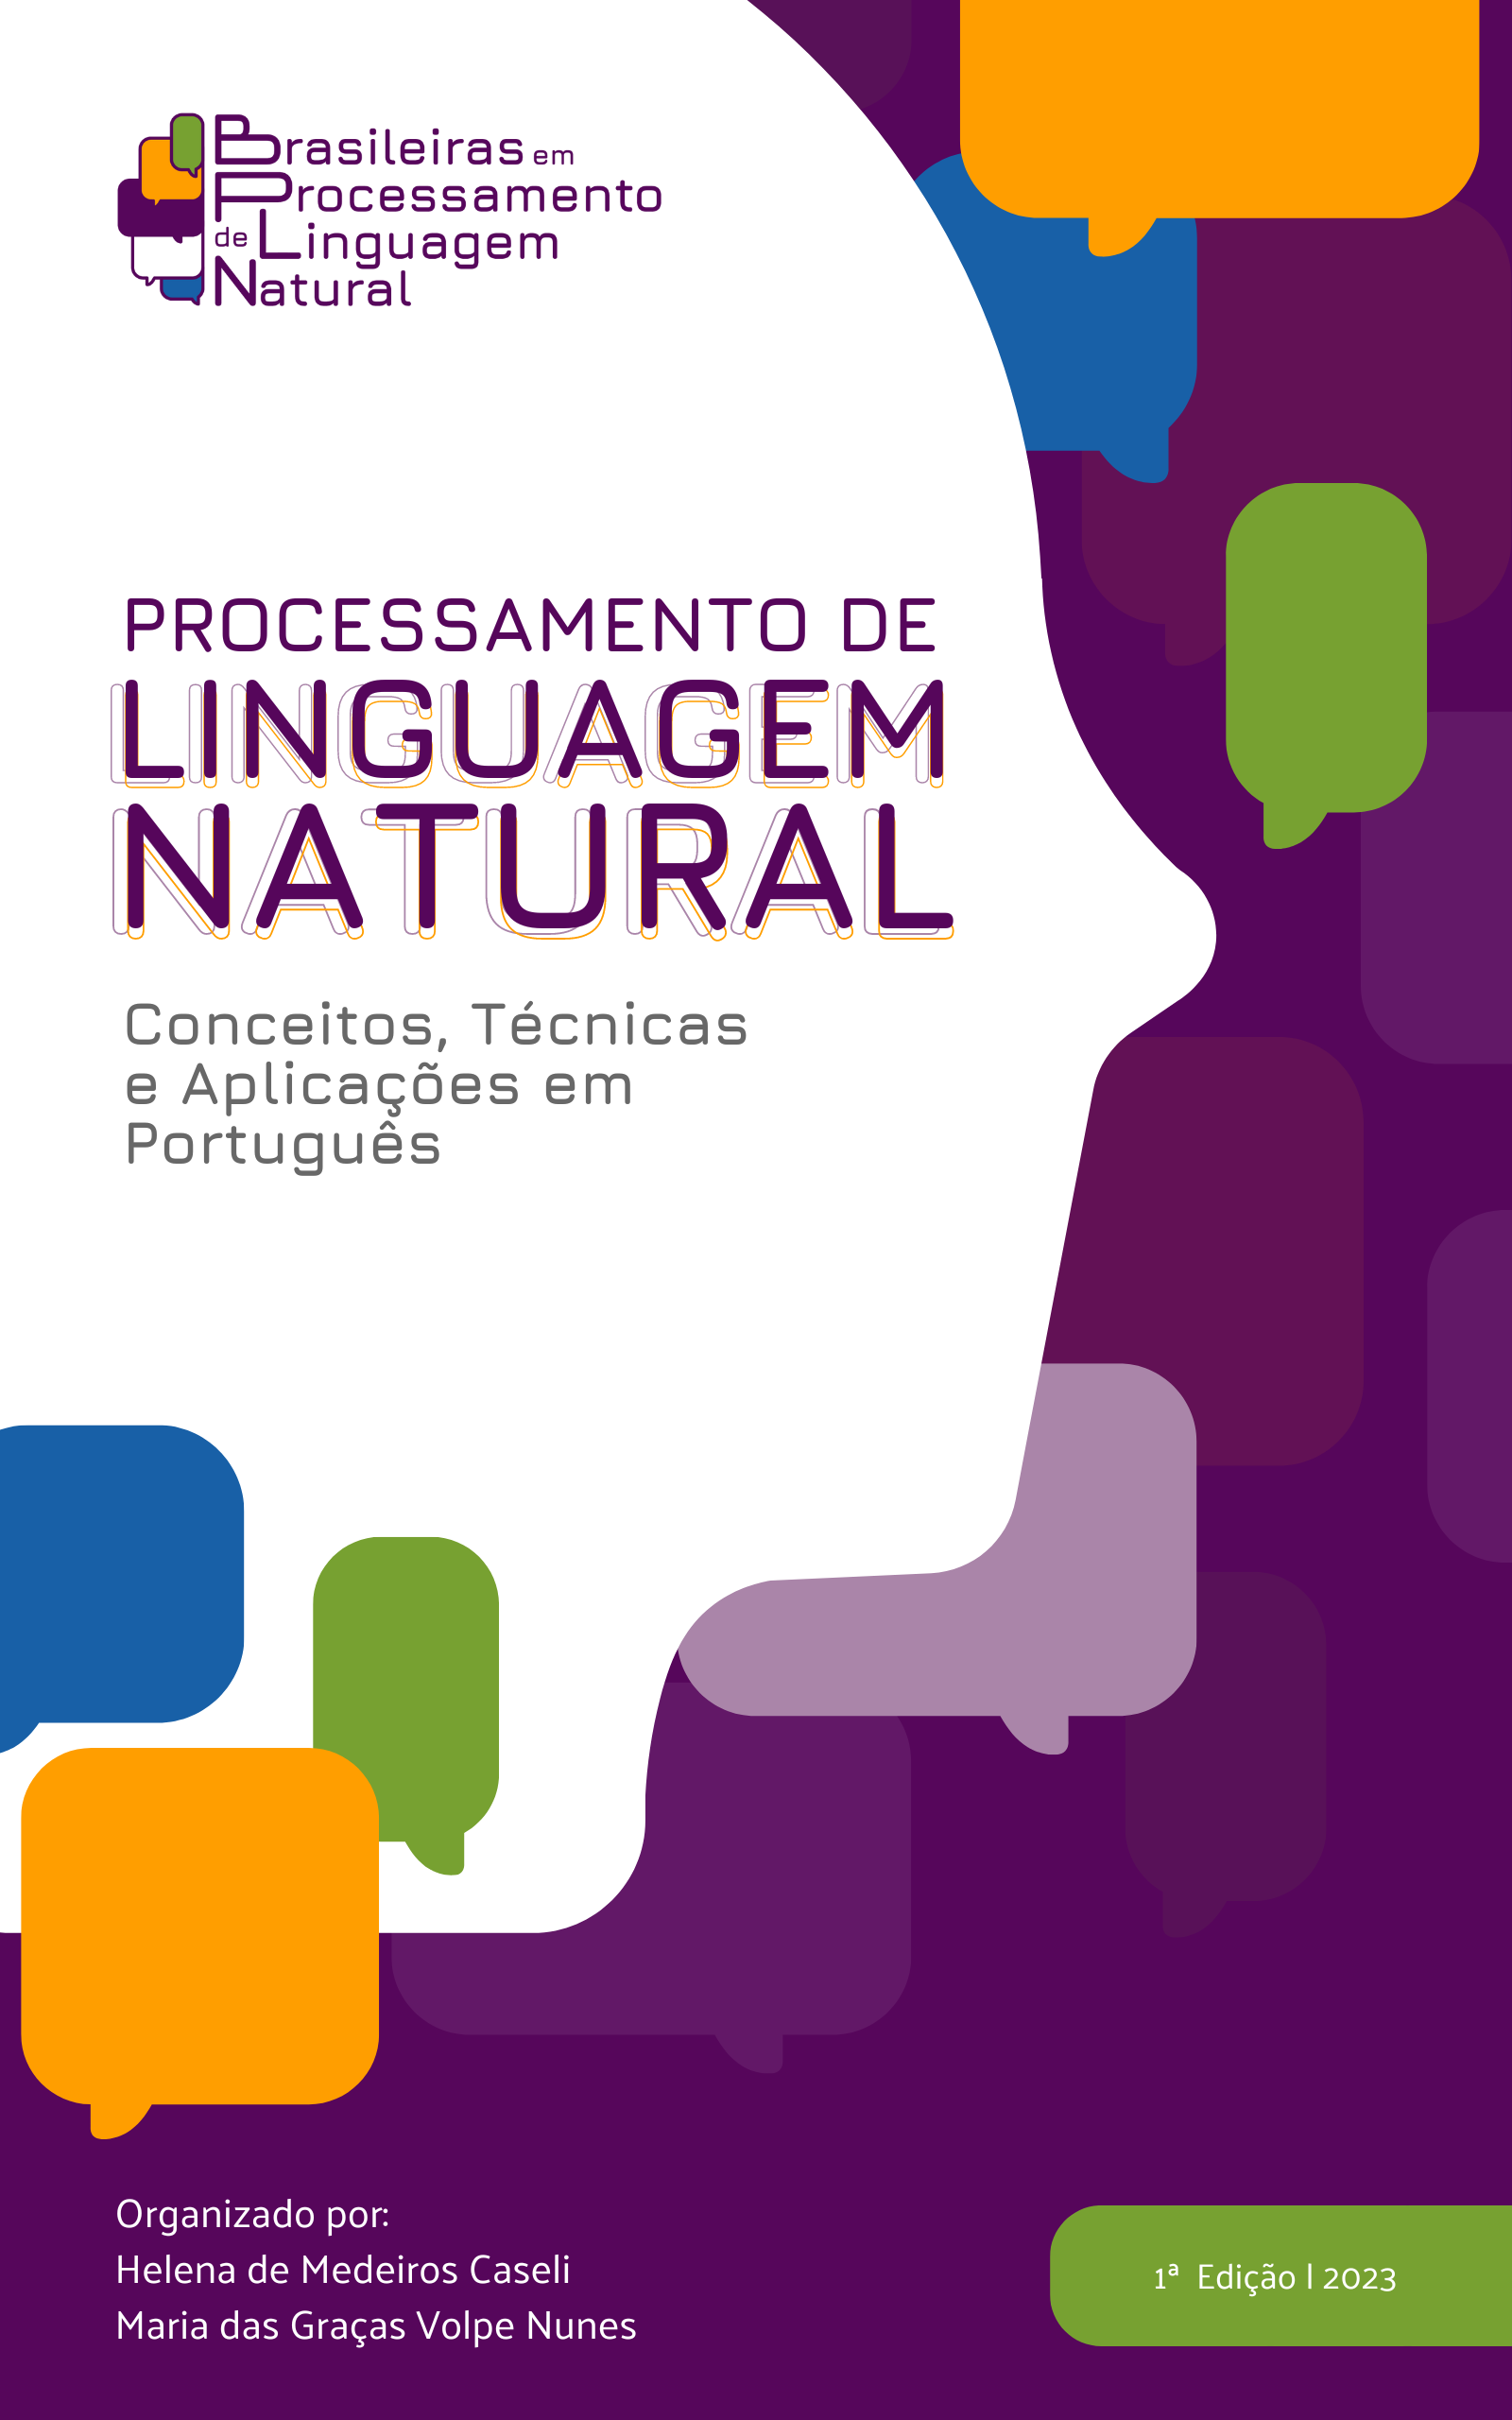 Brasileiras em
Processamento
de Linguagem
Natural
PROCESSAMENTO DE
LINGUAGEM
NATURAL
Conceitos, Técnicas
e Aplicações em
Português
Organizado por:
Helena de Medeiros Caseli
Maria das Graças Volpe Nunes
1ª Edição | 2023